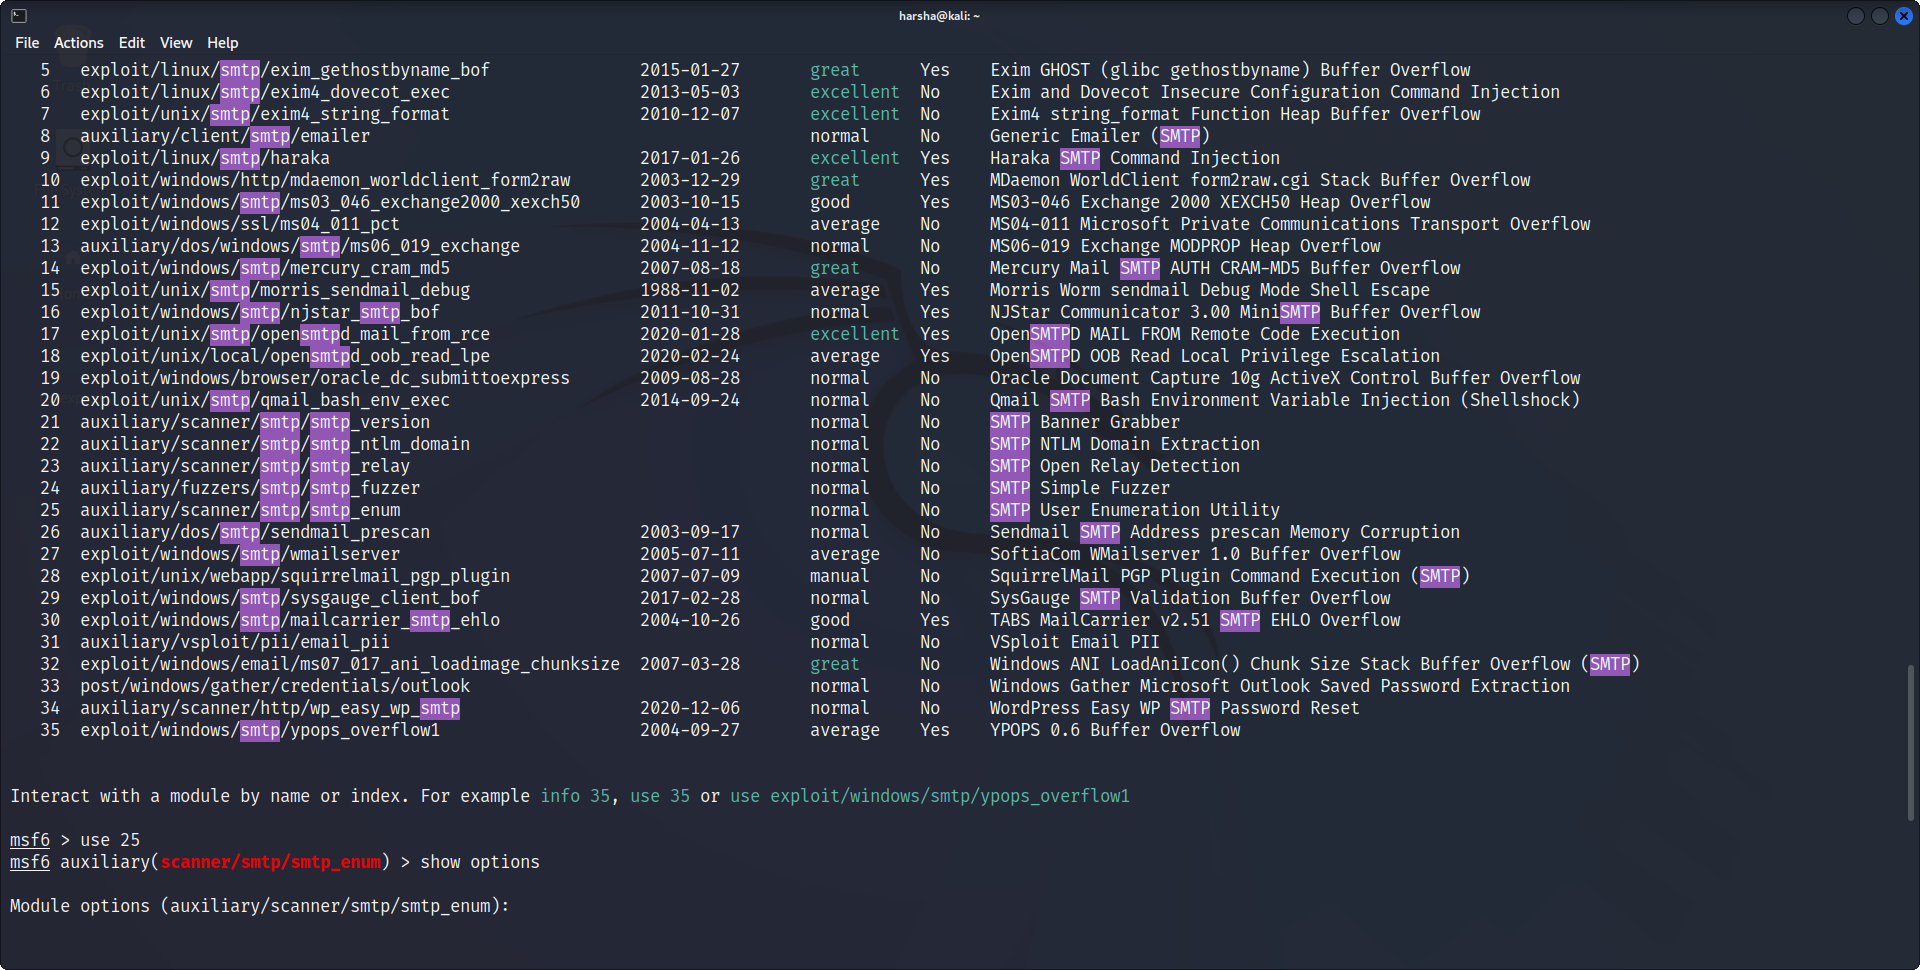 harsha@kali: ~
File Actions Edit View Help
5 exploit/linux/smtp/exim_gethostbyname_bof 2015-01-27 great Yes Exim GHOST (glibc gethostbyname) Buffer Overflow
6 exploit/linux/smtp/exim4_dovecot_exec 2013-05-03 excellent No Exim and Dovecot Insecure Configuration Command Injection
7 exploit/unix/smtp/exim4_string_format 2010-12-07 excellent No Exim4 string_format Function Heap Buffer Overflow
8 auxiliary/client/smtp/emailer normal No Generic Emailer (SMTP)
9 exploit/linux/smtp/haraka 2017-01-26 excellent Yes Haraka SMTP Command Injection
10 exploit/windows/http/mdaemon_worldclient_form2raw 2003-12-29 great Yes MDaemon WorldClient form2raw.cgi Stack Buffer Overflow
11 exploit/windows/smtp/ms03_046_exchange2000_xexch50 2003-10-15 good Yes MS03-046 Exchange 2000 XEXCH50 Heap Overflow
12 exploit/windows/ssl/ms04_011_pct 2004-04-13 average No MS04-011 Microsoft Private Communications Transport Overflow
13 auxiliary/dos/windows/smtp/ms06_019_exchange 2004-11-12 normal No MS06-019 Exchange MODPROP Heap Overflow
14 exploit/windows/smtp/mercury_cram_md5 2007-08-18 great No Mercury Mail SMTP AUTH CRAM-MD5 Buffer Overflow
15 exploit/unix/smtp/morris_sendmail_debug 1988-11-02 average Yes Morris Worm sendmail Debug Mode Shell Escape
16 exploit/windows/smtp/njstar_smtp_bof 2011-10-31 normal Yes NJStar Communicator 3.00 MiniSMTP Buffer Overflow
17 exploit/unix/smtp/opensmtpd_mail_from_rce 2020-01-28 excellent Yes OpenSMTPD MAIL FROM Remote Code Execution
18 exploit/unix/local/opensmtpd_oob_read_lpe 2020-02-24 average Yes OpenSMTPD OOB Read Local Privilege Escalation
19 exploit/windows/browser/oracle_dc_submittoexpress 2009-08-28 normal No Oracle Document Capture 10g ActiveX Control Buffer Overflow
20 exploit/unix/smtp/qmail_bash_env_exec 2014-09-24 normal No Qmail SMTP Bash Environment Variable Injection (Shellshock)
21 auxiliary/scanner/smtp/smtp_version normal No SMTP Banner Grabber
22 auxiliary/scanner/smtp/smtp_ntlm_domain normal No SMTP NTLM Domain Extraction
23 auxiliary/scanner/smtp/smtp_relay normal No SMTP Open Relay Detection
24 auxiliary/fuzzers/smtp/smtp_fuzzer normal No SMTP Simple Fuzzer
25 auxiliary/scanner/smtp/smtp_enum normal No SMTP User Enumeration Utility
26 auxiliary/dos/smtp/sendmail_prescan 2003-09-17 normal No Sendmail SMTP Address prescan Memory Corruption
27 exploit/windows/smtp/wmailserver 2005-07-11 average No SoftiaCom WMailserver 1.0 Buffer Overflow
28 exploit/unix/webapp/squirrelmail_pgp_plugin 2007-07-09 manual No SquirrelMail PGP Plugin Command Execution (SMTP)
29 exploit/windows/smtp/sysgauge_client_bof 2017-02-28 normal No SysGauge SMTP Validation Buffer Overflow
30 exploit/windows/smtp/mailcarrier_smtp_ehlo 2004-10-26 good Yes TABS MailCarrier v2.51 SMTP EHLO Overflow
31 auxiliary/vsploit/pii/email_pii normal No VSploit Email PII
32 exploit/windows/email/ms07_017_ani_loadimage_chunksize 2007-03-28 great No Windows ANI LoadAniIcon() Chunk Size Stack Buffer Overflow (SMTP)
33 post/windows/gather/credentials/outlook normal No Windows Gather Microsoft Outlook Saved Password Extraction
34 auxiliary/scanner/http/wp_easy_wp_smtp 2020-12-06 normal No WordPress Easy WP SMTP Password Reset
35 exploit/windows/smtp/ypops_overflow1 2004-09-27 average Yes YPOPS 0.6 Buffer Overflow
Interact with a module by name or index. For example info 35, use 35 or use exploit/windows/smtp/ypops_overflow1
msf6 > use 25
msf6 auxiliary(scanner/smtp/smtp_enum) > show options
Module options (auxiliary/scanner/smtp/smtp_enum):